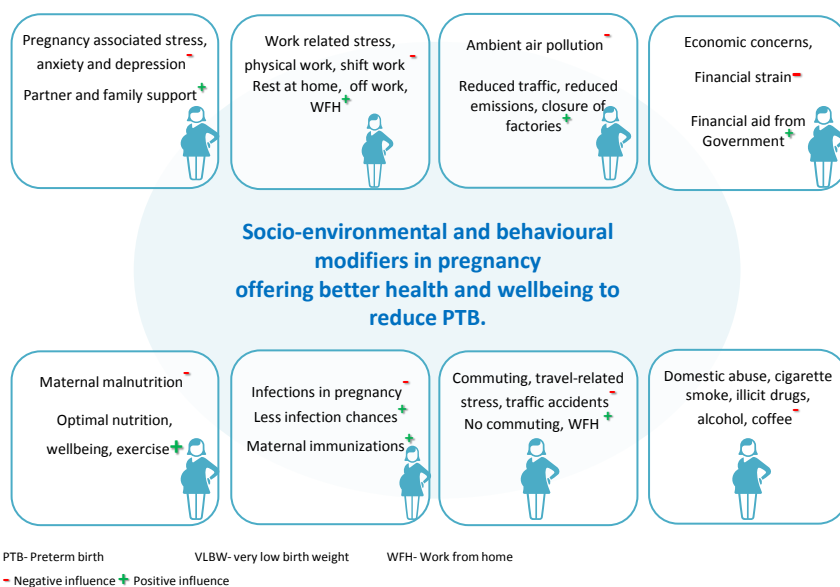 Pregnancy associated stress,
anxiety and depression -
Partner and family support +
Work related stress,
physical work, shift work -
Rest at home, off work,
WFH +
Ambient air pollution -
Reduced traffic, reduced
emissions, closure of
factories +
Economic concerns,
Financial strain -
Financial aid from
Government +
Socio-environmental and behavioural
modifiers in pregnancy
offering better health and wellbeing to
reduce PTB.
Maternal malnutrition -
Optimal nutrition,
wellbeing, exercise +
Infections in pregnancy -
Less infection chances +
Maternal immunizations +
Commuting, travel-related
stress, traffic accidents -
No commuting, WFH +
Domestic abuse, cigarette
smoke, illicit drugs,
alcohol, coffee -
PTB- Preterm birth VLBW- very low birth weight WFH- Work from home
- Negative influence + Positive influence